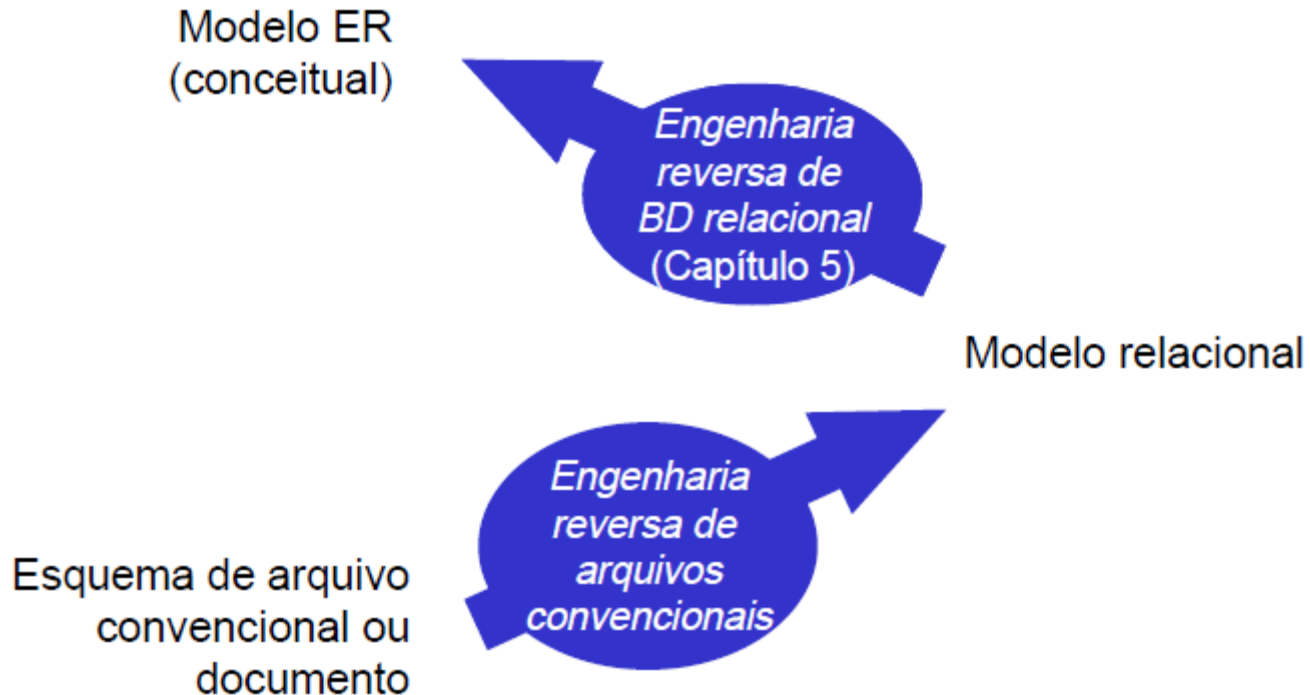 Modelo ER
(conceitual)
Engenharia
reversa de
BD relacional
(Capítulo 5)
Modelo relacional
Engenharia
reversa de
arquivos
convencionais
Esquema de arquivo
convencional ou
documento